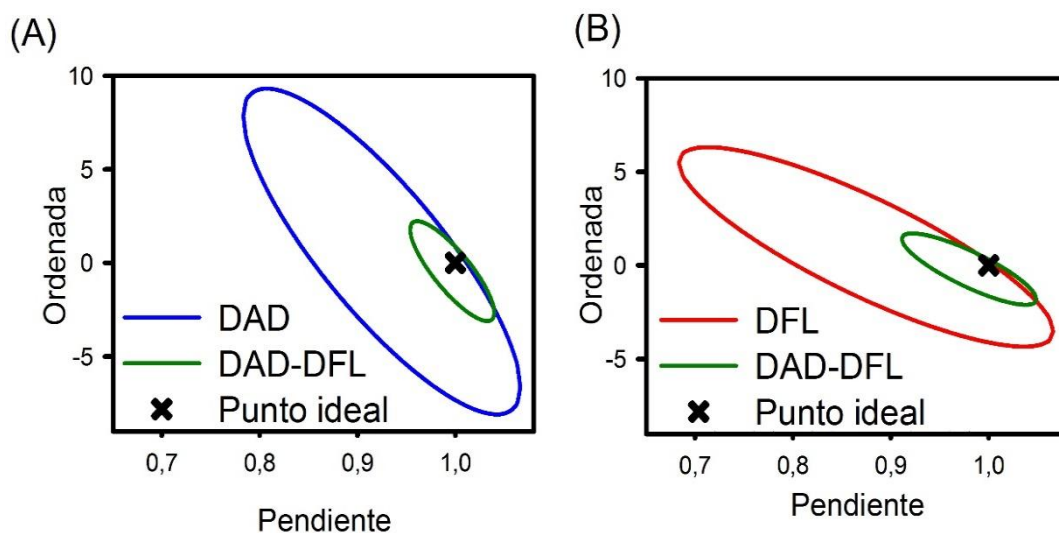 (A)
10
5
0
-5
Ordenada
DAD
DAD-DFL
Punto ideal
0,7 0,8 0,9 1,0
Pendiente
(B)
10
5
0
-5
Ordenada
DFL
DAD-DFL
Punto ideal
0,7 0,8 0,9 1,0
Pendiente